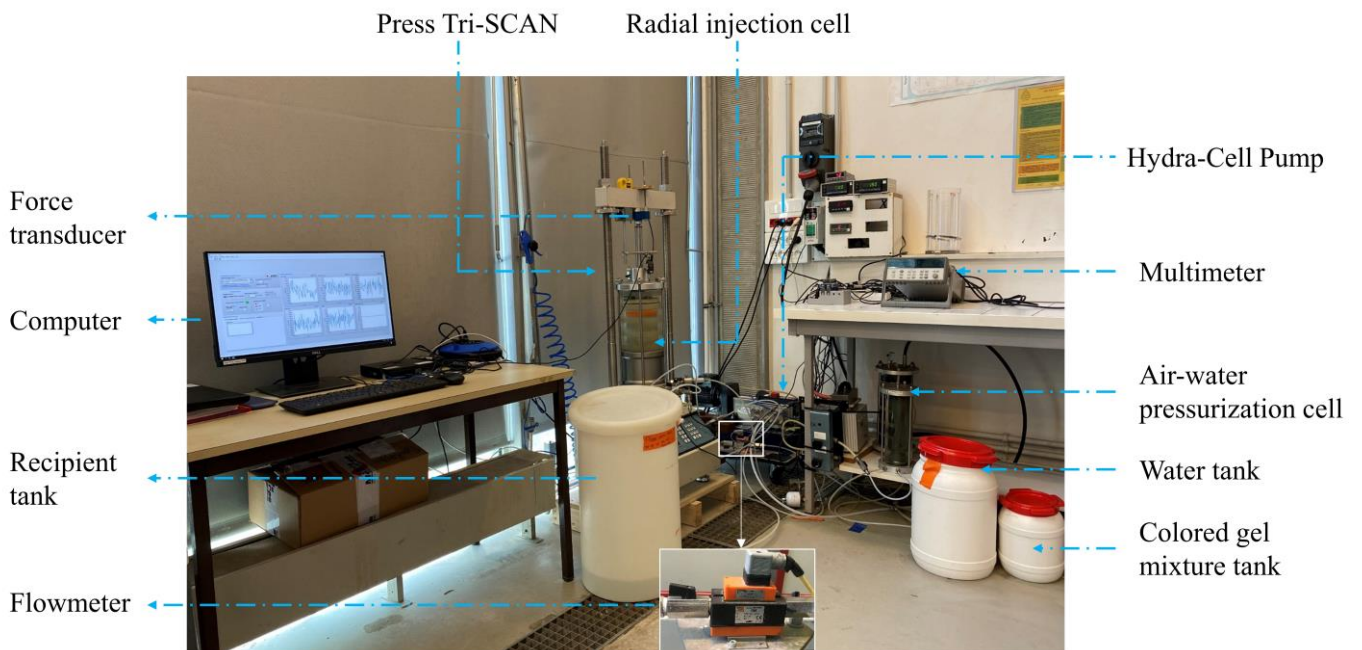 Press Tri-SCAN
Radial injection cell
Hydra-Cell Pump
Force
transducer
Multimeter
Computer
Air-water
pressurization cell
Recipient
tank
Water tank
Colored gel
mixture tank
Flowmeter